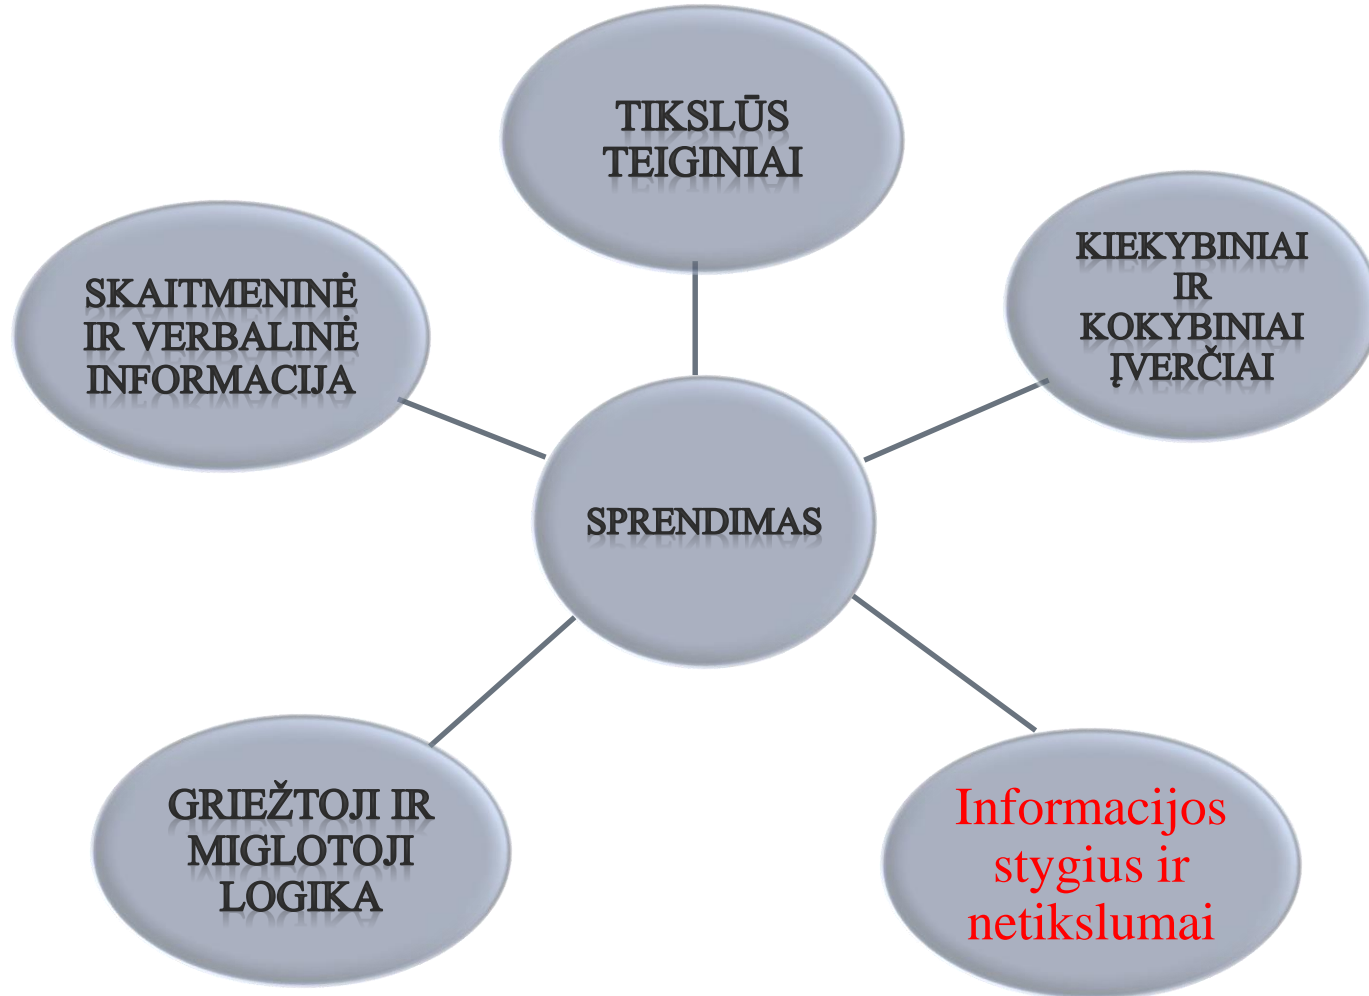 TIKSLŪS
TEIGINIAI
KIEKYBINIAI
IR
KOKYBINIAI
ĮVERČIAI
SKAITMENINĖ
IR VERBALINĖ
INFORMACIJA
SPRENDIMAS
GRIEŽTOJI IR
MIGLOTOJI
LOGIKA
Informacijos
stygius ir
netikslumai